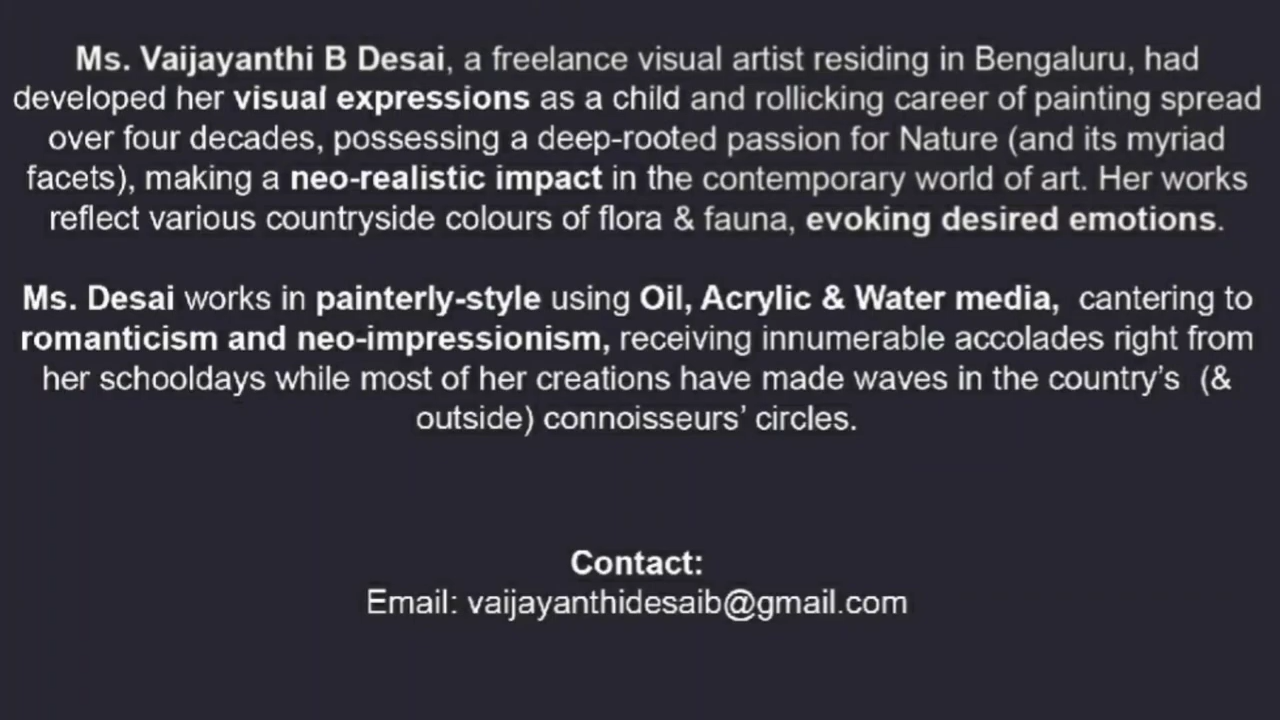 Ms. Vaijayanthi B Desai, a freelance visual artist residing in Bengaluru, had
developed her visual expressions as a child and rollicking career of painting spread
over four decades, possessing a deep-rooted passion for Nature (and its myriad
facets), making a neo-realistic impact in the contemporary world of art. Her works
reflect various countryside colours of flora & fauna, evoking desired emotions.
Ms. Desai works in painterly-style using Oil, Acrylic & Water media,  cantering to
romanticism and neo-impressionism, receiving innumerable accolades right from
her schooldays while most of her creations have made waves in the country’s  (&
outside) connoisseurs’ circles.
Contact:
Email: vaijayanthidesaib@gmail.com